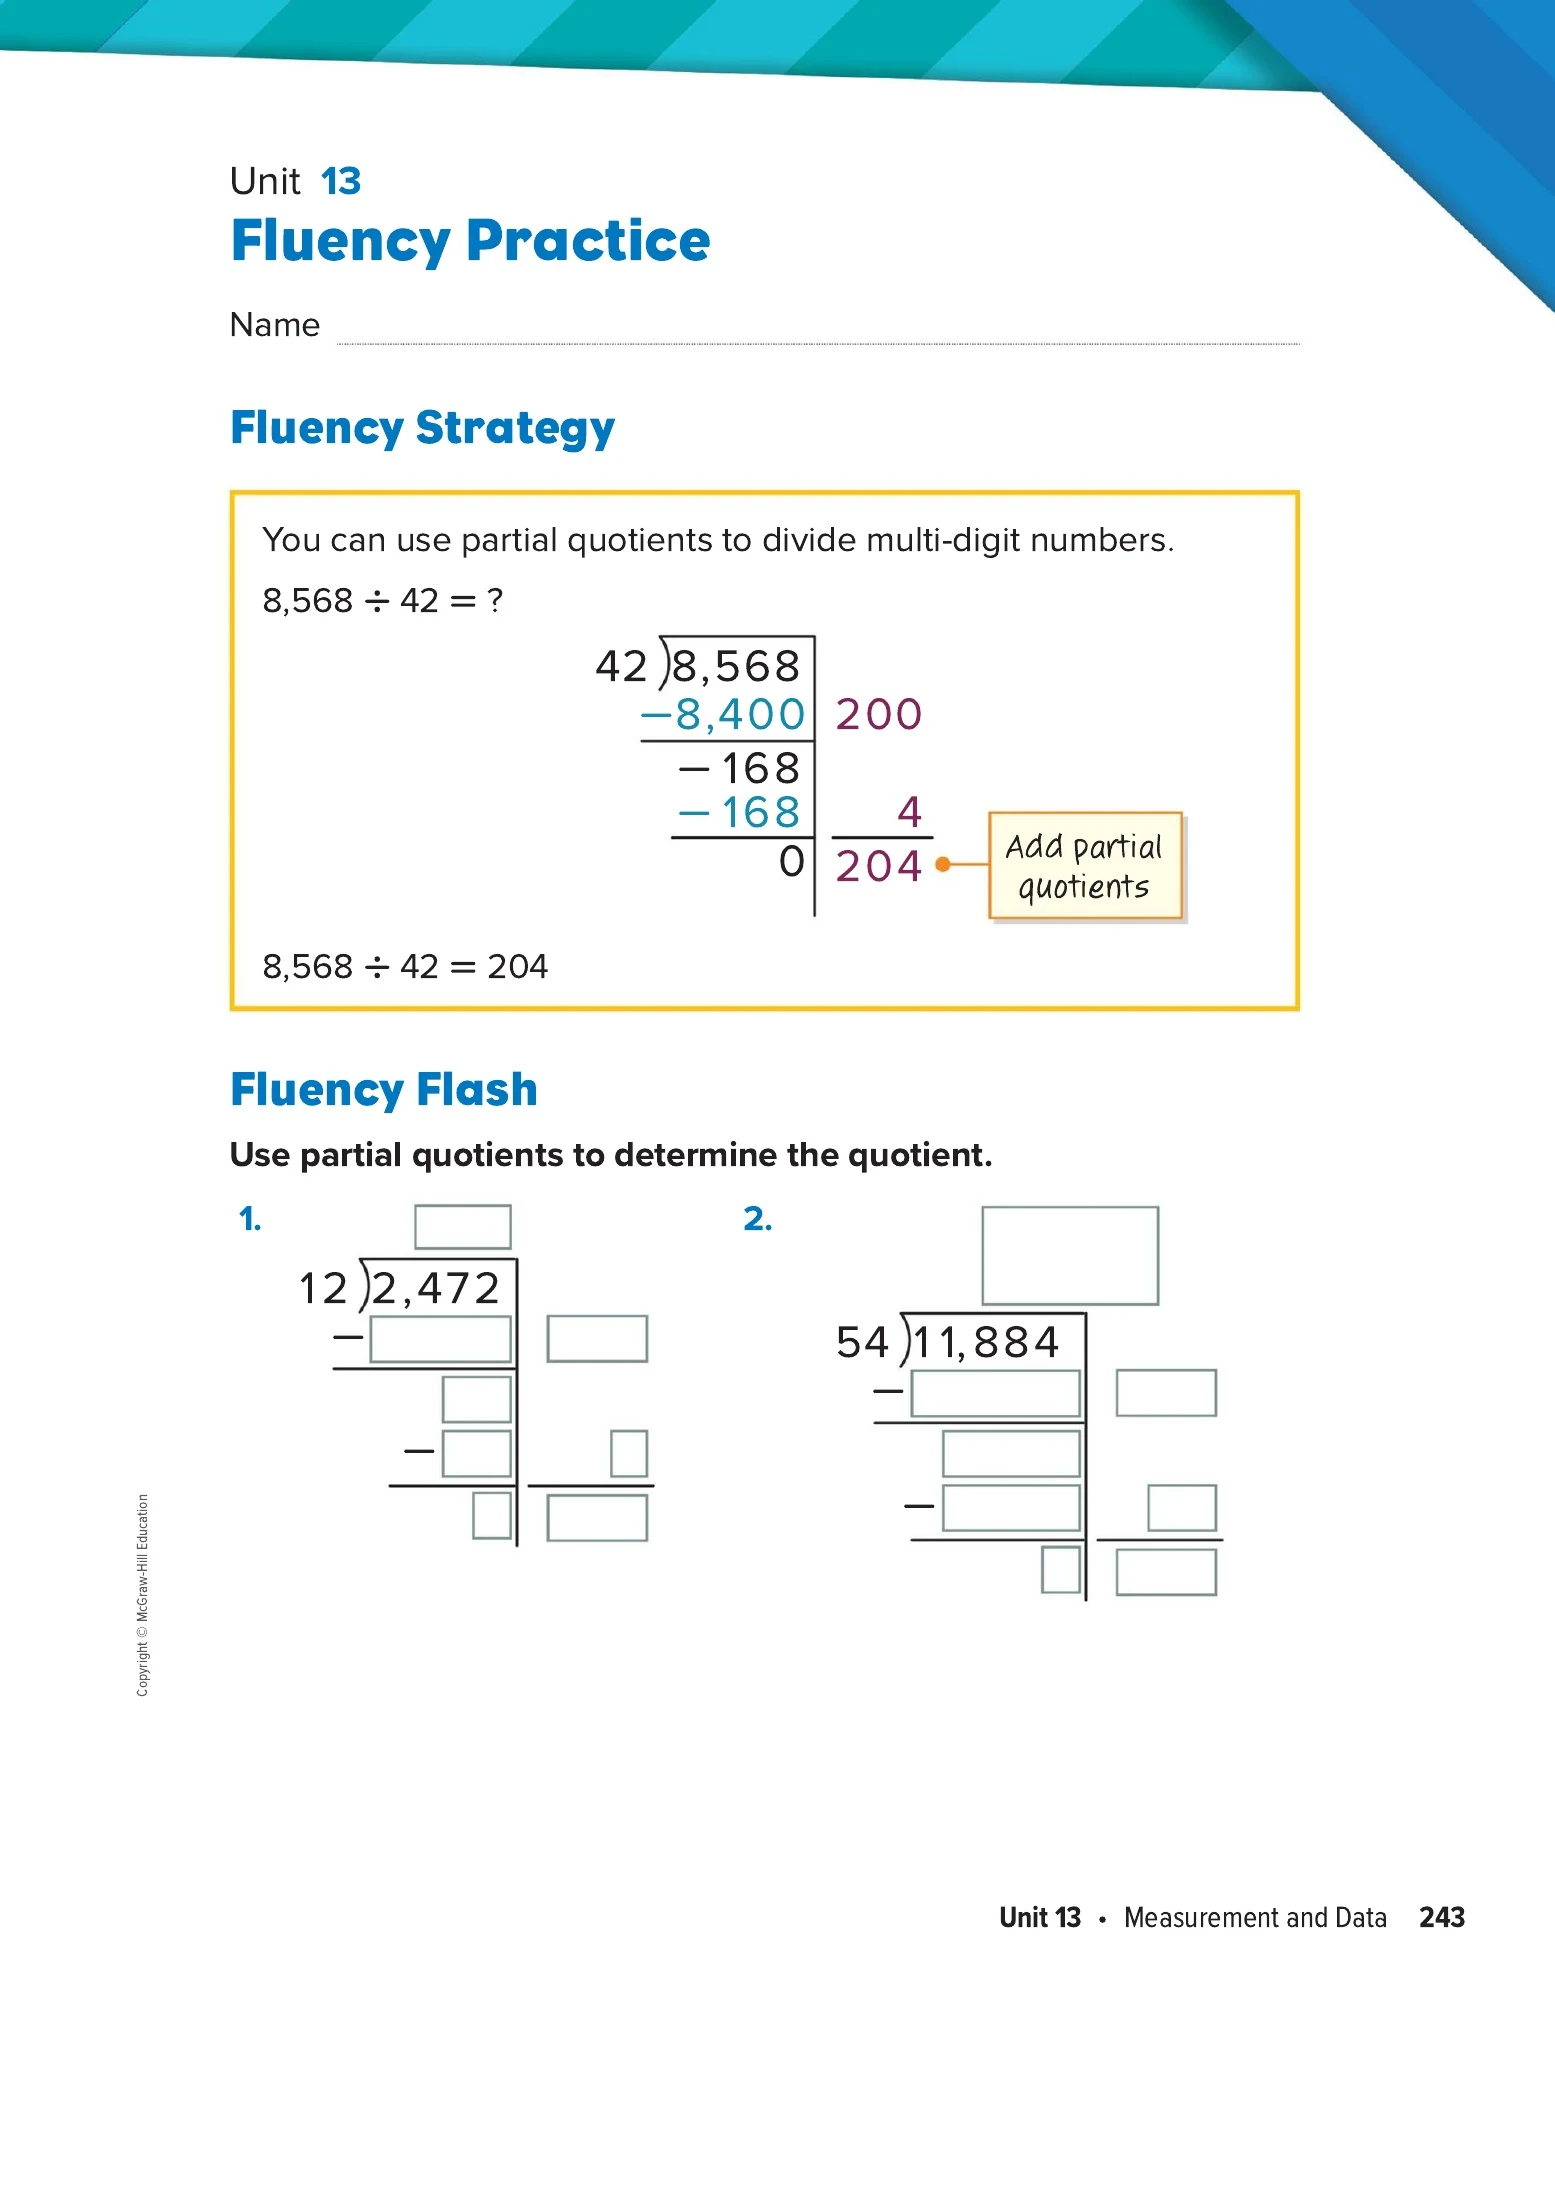 Unit 13
Fluency Practice
Name
Fluency Strategy
You can use partial quotients to divide multi-digit numbers.
8,568 ÷ 42 = ?
42 8,568
−8,400 200
− 168
− 168 4
0 204
Add partial
quotients
8,568 ÷ 42 = 204
Fluency Flash
Use partial quotients to determine the quotient.
1.
12 2,472
−
−
2.
54 11,884
−
−
Copyright © McGraw-Hill Education
Unit 13 • Measurement and Data 243